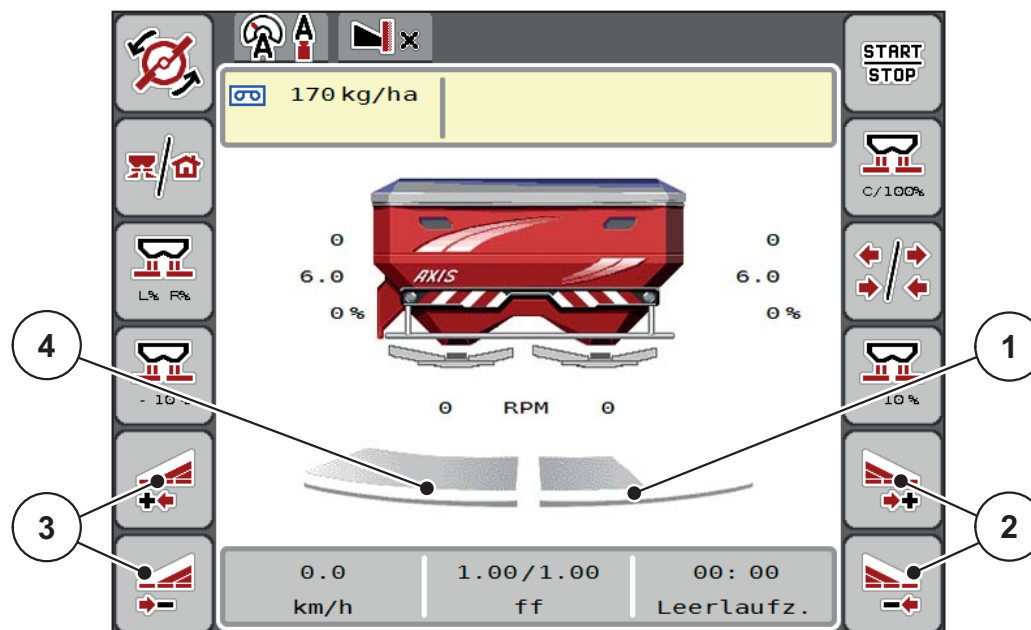 A A x
START
STOP
170 kg/ha
C/100%
0 0
6.0 AXIS 6.0
L% R%
0% 0%
4 1
- 10 %
10 %
0 RPM 0
3 2
0.0 1.00/1.00 00:00
km/h ff Leerlaufz.